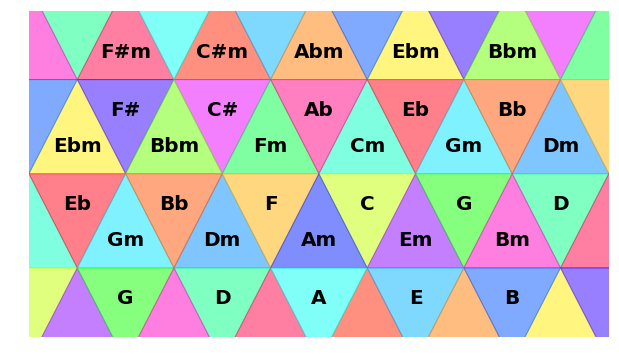 F#m C#m Abm Ebm Bbm
F# C# Ab Eb Bb
Ebm Bbm Fm Cm Gm Dm
Eb Bb F C G D
Gm Dm Am Em Bm
G D A E B